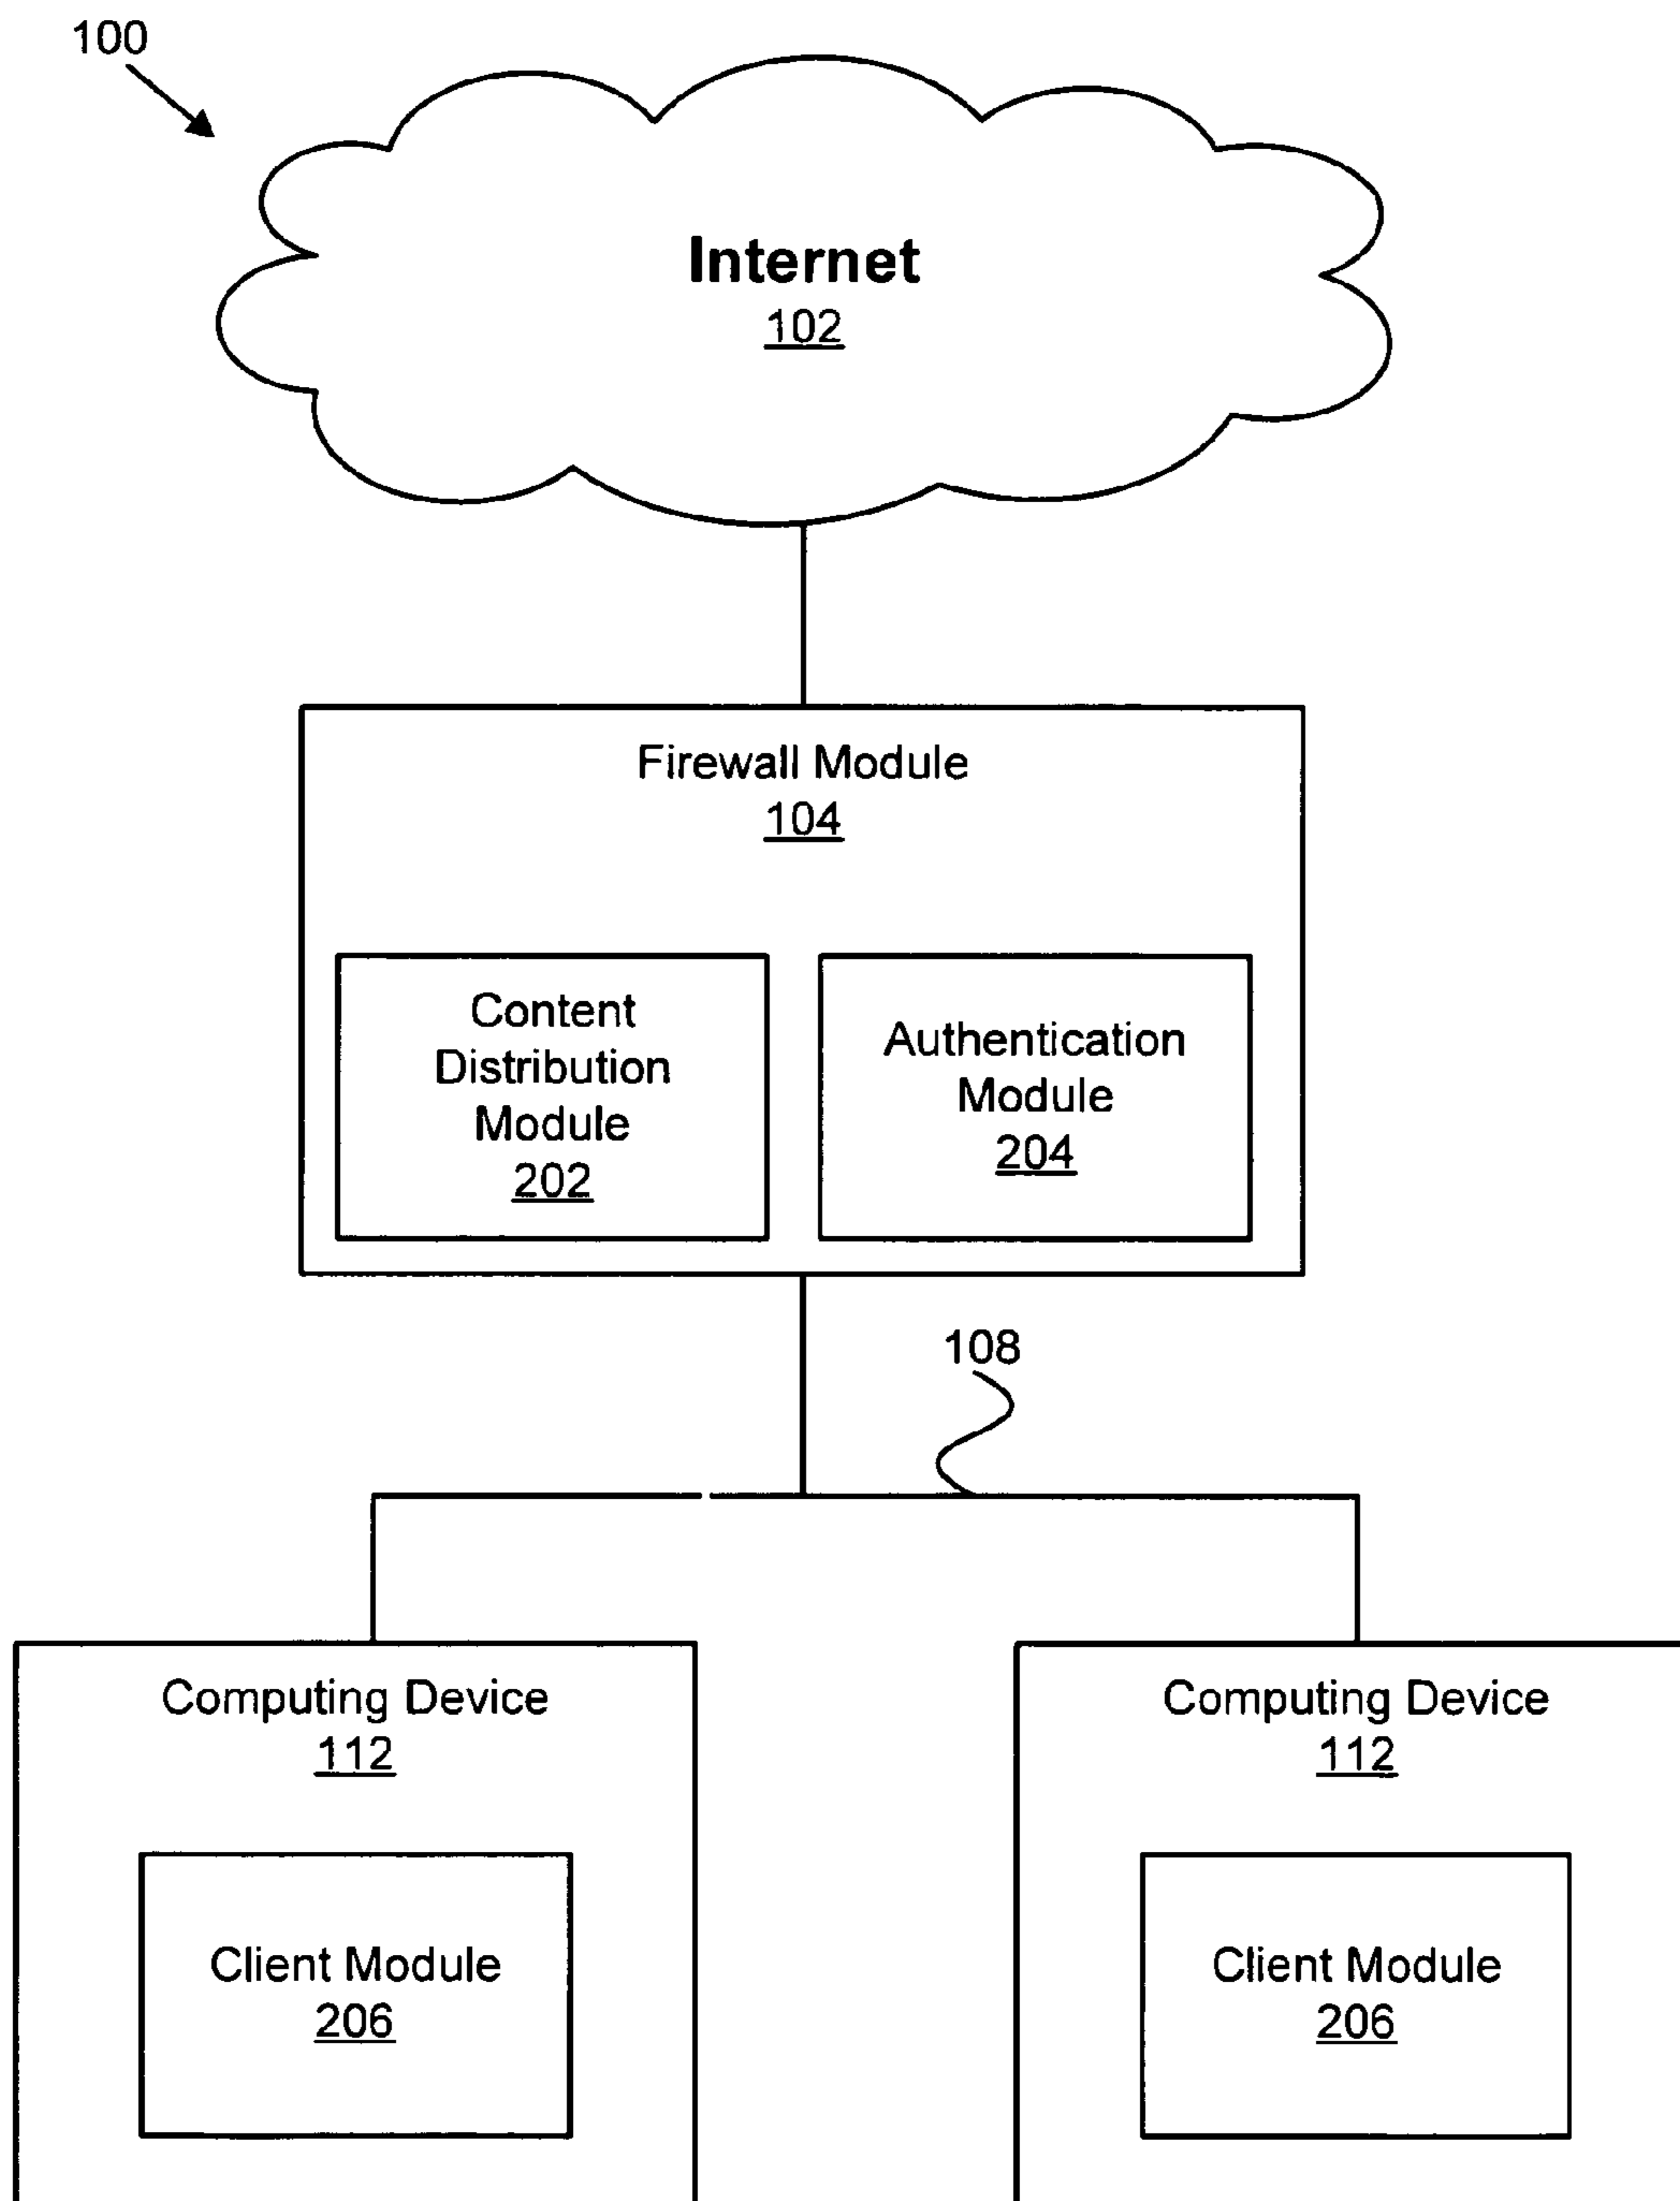 100
Internet
102
Firewall Module
104
Content
Distribution
Module
202
Authentication
Module
204
108
Computing Device
112
Client Module
206
Computing Device
112
Client Module
206